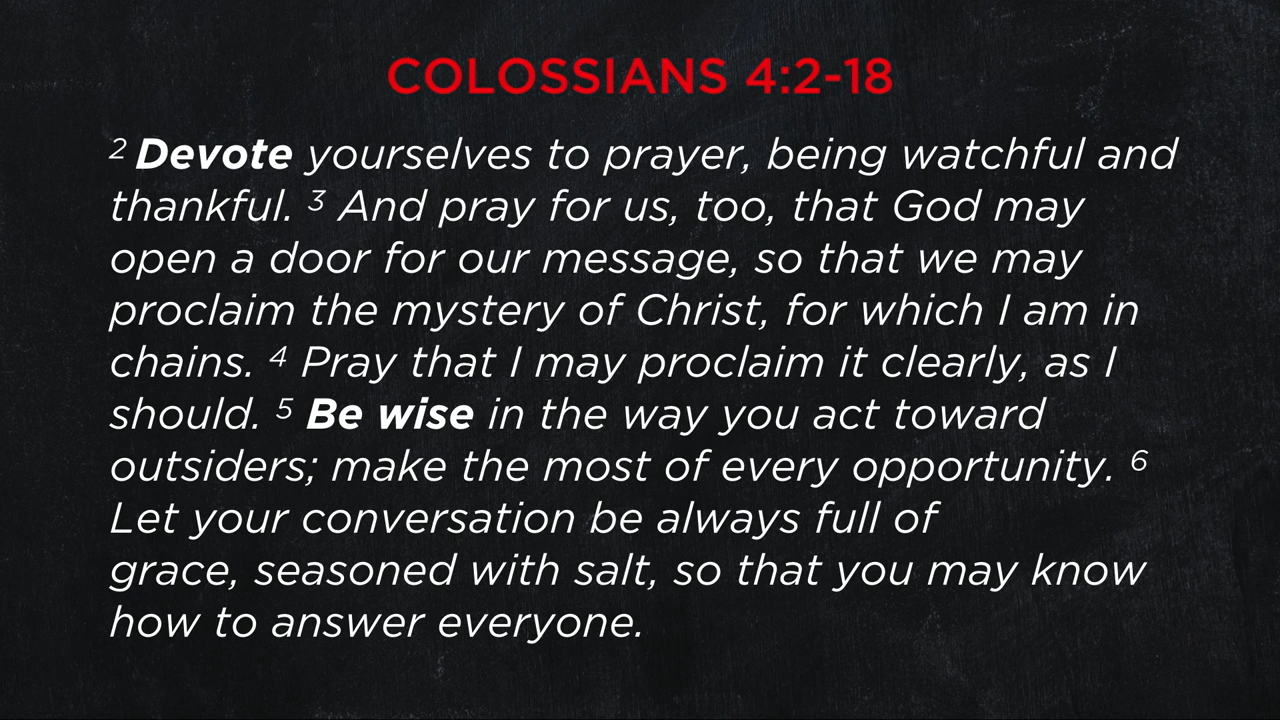 COLOSSIANS 4:2-18
2 Devote yourselves to prayer, being watchful and
thankful. 3 And pray for us, too, that God may
open a door for our message, so that we may
proclaim the mystery of Christ, for which I am in
chains. 4 Pray that I may proclaim it clearly, as I
should. 5 Be wise in the way you act toward
outsiders; make the most of every opportunity. 6
Let your conversation be always full of
grace, seasoned with salt, so that you may know
how to answer everyone.